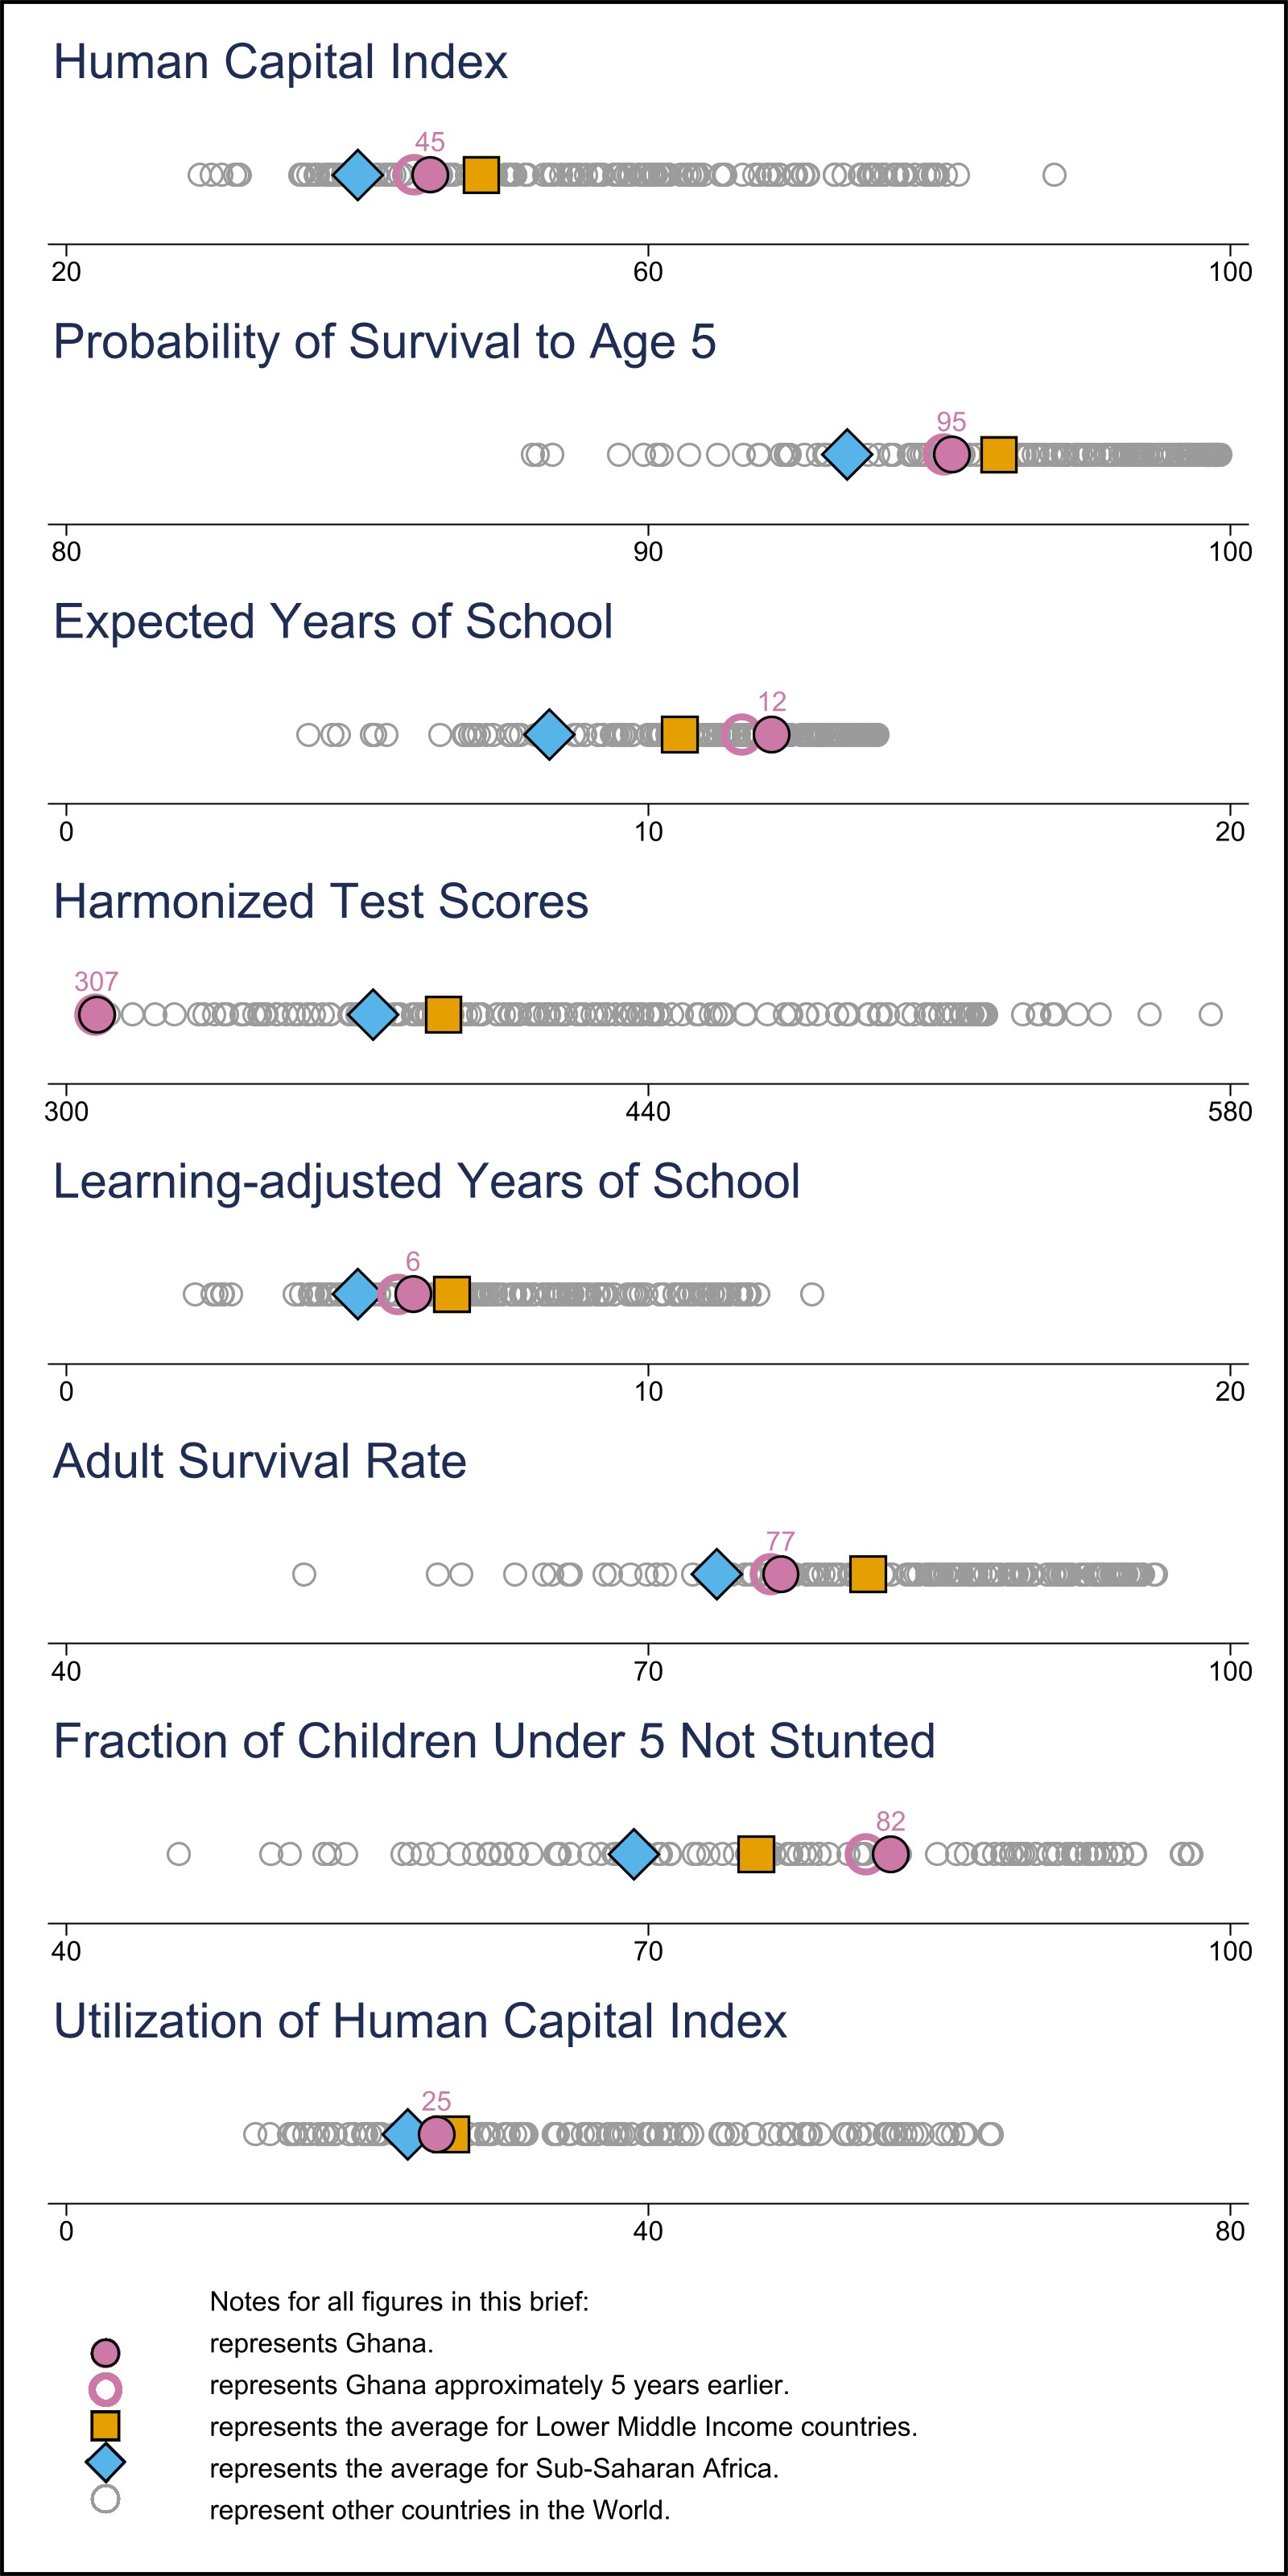 Human Capital Index
45
20 60 100
Probability of Survival to Age 5
95
80 90 100
Expected Years of School
12
0 10 20
Harmonized Test Scores
307
300 440 580
Learning-adjusted Years of School
6
0 10 20
Adult Survival Rate
77
40 70 100
Fraction of Children Under 5 Not Stunted
82
40 70 100
Utilization of Human Capital Index
25
0 40 80
Notes for all figures in this brief:
represents Ghana.
represents Ghana approximately 5 years earlier.
represents the average for Lower Middle Income countries.
represents the average for Sub-Saharan Africa.
represent other countries in the World.